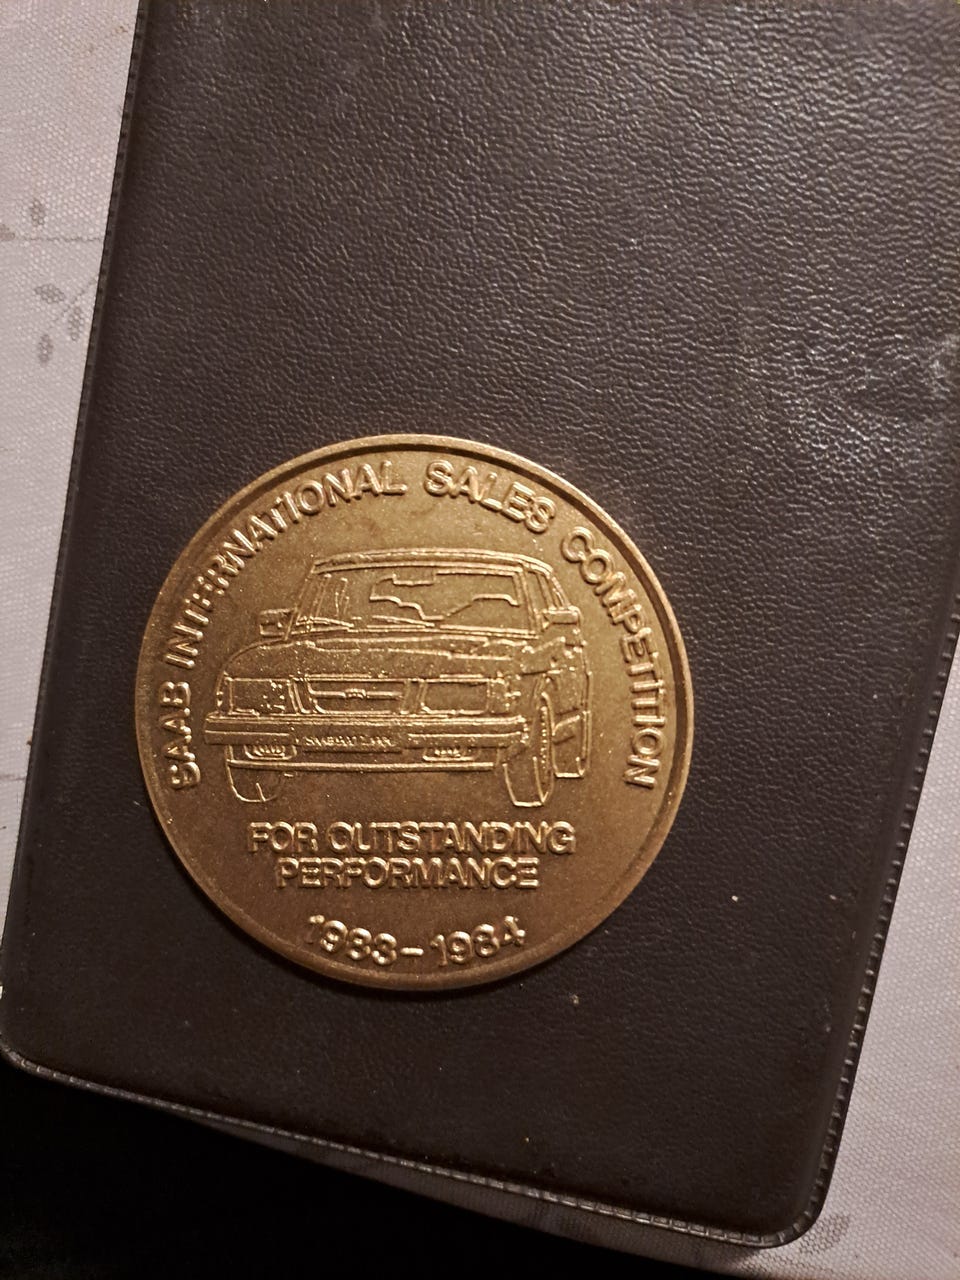 SAAB INTERNATIONAL SALES COMPETITION
FOR OUTSTANDING
PERFORMANCE
1983-1984